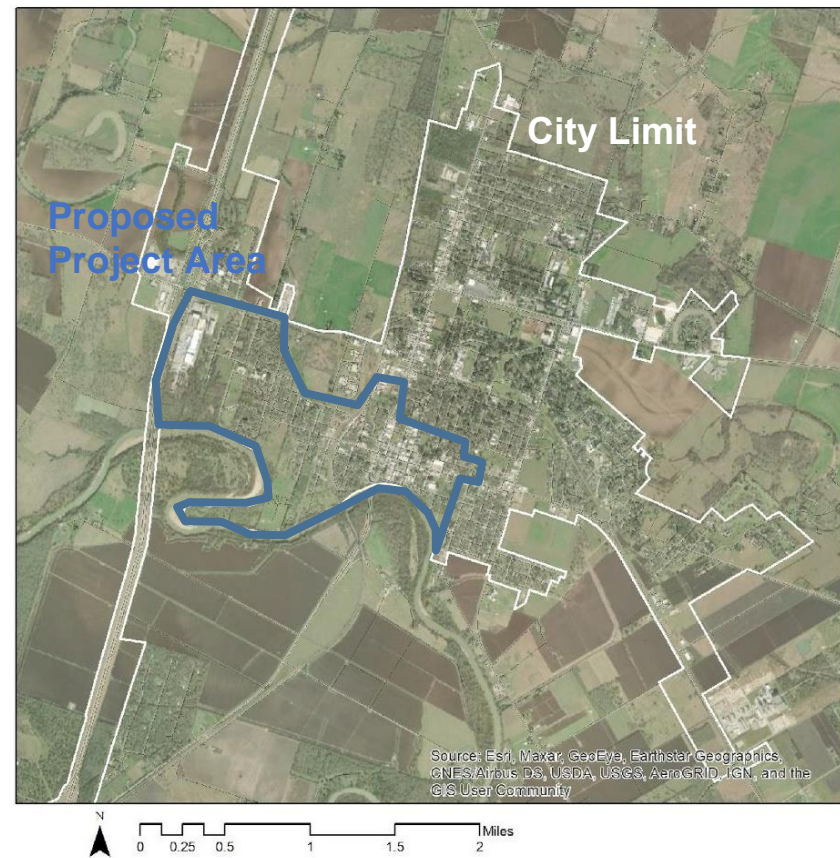 City Limit
Proposed
Project Area
Source: Esri, Maxar, GeoEye, Earthstar Geographics,
CNES/Airbus DS, USDA, USGS, AeroGRID, IGN, and the
GIS User Community
N
Miles
0 0.25 0.5 1 1.5 2